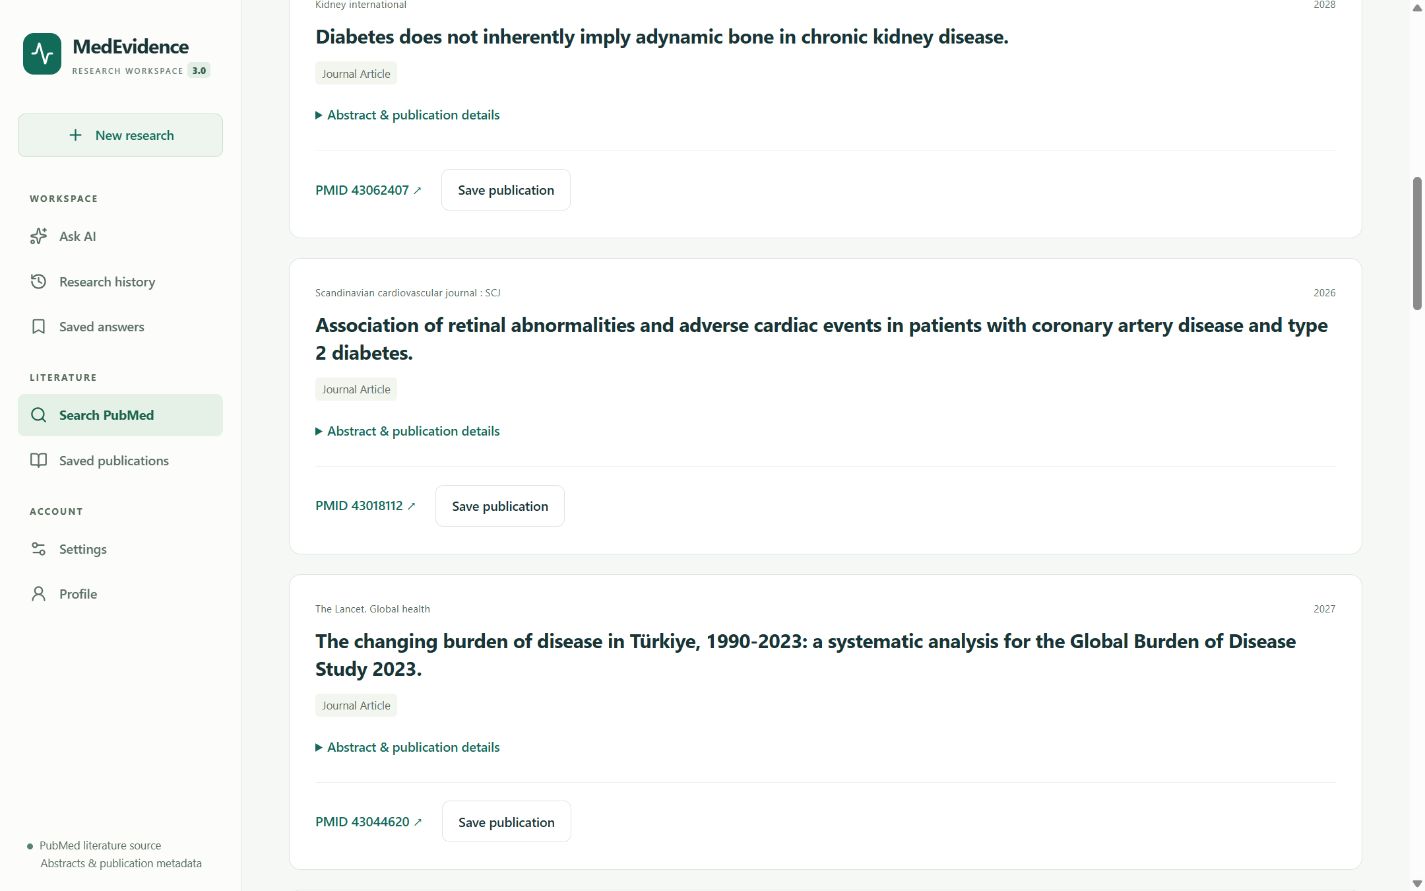 MedEvidence
RESEARCH WORKSPACE 3.0
New research
WORKSPACE
Ask AI
Research history
Saved answers
LITERATURE
Search PubMed
Saved publications
ACCOUNT
Settings
Profile
PubMed literature source
Abstracts & publication metadata
Kidney international 2028
Diabetes does not inherently imply adynamic bone in chronic kidney disease.
Journal Article
Abstract & publication details
PMID 43062407 ↗ Save publication
Scandinavian cardiovascular journal : SCJ 2026
Association of retinal abnormalities and adverse cardiac events in patients with coronary artery disease and type
2 diabetes.
Journal Article
Abstract & publication details
PMID 43018112 ↗ Save publication
The Lancet. Global health 2027
The changing burden of disease in Türkiye, 1990-2023: a systematic analysis for the Global Burden of Disease
Study 2023.
Journal Article
Abstract & publication details
PMID 43044620 ↗ Save publication